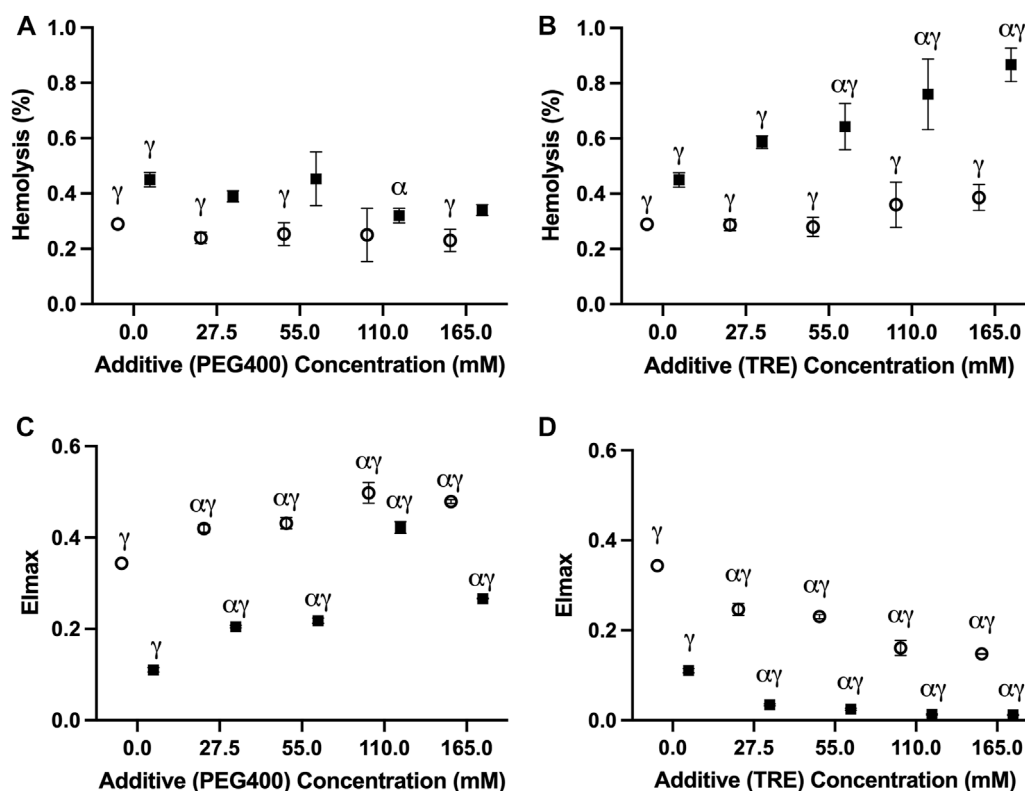 A
1.0
0.8
0.6
0.4
0.2
0.0
Hemolysis (%)
γ
γ
γ
γ
α
γ
0.0 27.5 55.0 110.0 165.0
Additive (PEG400) Concentration (mM)
B
1.0
0.8
0.6
0.4
0.2
0.0
Hemolysis (%)
γ
γ
γ
γ
γ
αγ
γ
αγ
γ
αγ
0.0 27.5 55.0 110.0 165.0
Additive (TRE) Concentration (mM)
C
0.6
0.4
0.2
0.0
EImax
γ
γ
αγ
αγ
αγ
αγ
αγ
αγ
αγ
αγ
0.0 27.5 55.0 110.0 165.0
Additive (PEG400) Concentration (mM)
D
0.6
0.4
0.2
0.0
EImax
γ
γ
αγ
αγ
αγ
αγ
αγ
αγ
αγ
αγ
0.0 27.5 55.0 110.0 165.0
Additive (TRE) Concentration (mM)